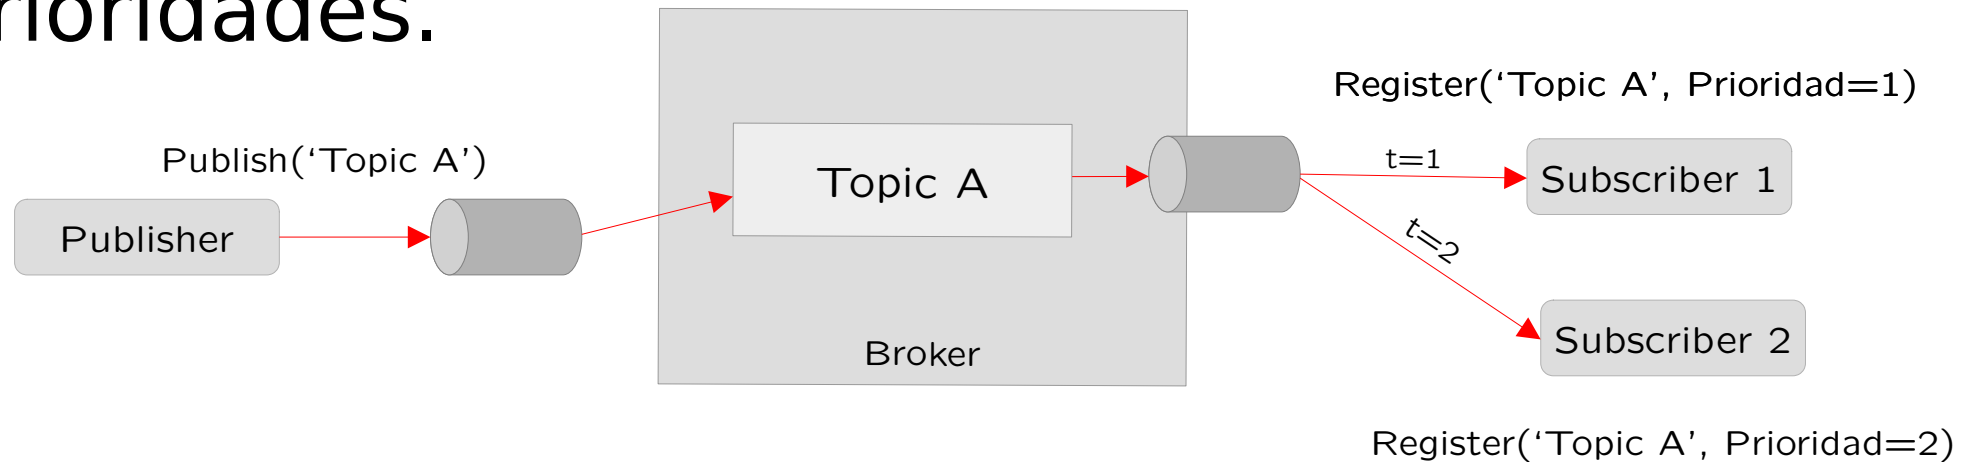 rioridades.
Register(‘Topic A’, Prioridad=1)
Publish(‘Topic A’)
t=1
Topic A
Subscriber 1
Publisher
t=2
Subscriber 2
Broker
Register(‘Topic A’, Prioridad=2)